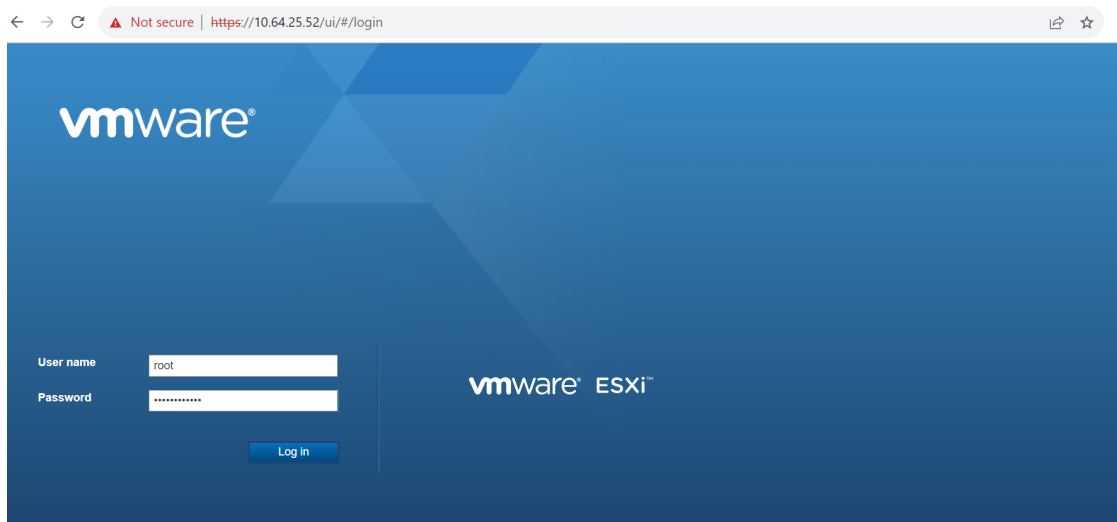 Not secure | https://10.64.25.52/ui/#/login
vmware®
User name root
Password ............
Log in
vmware® ESXi™